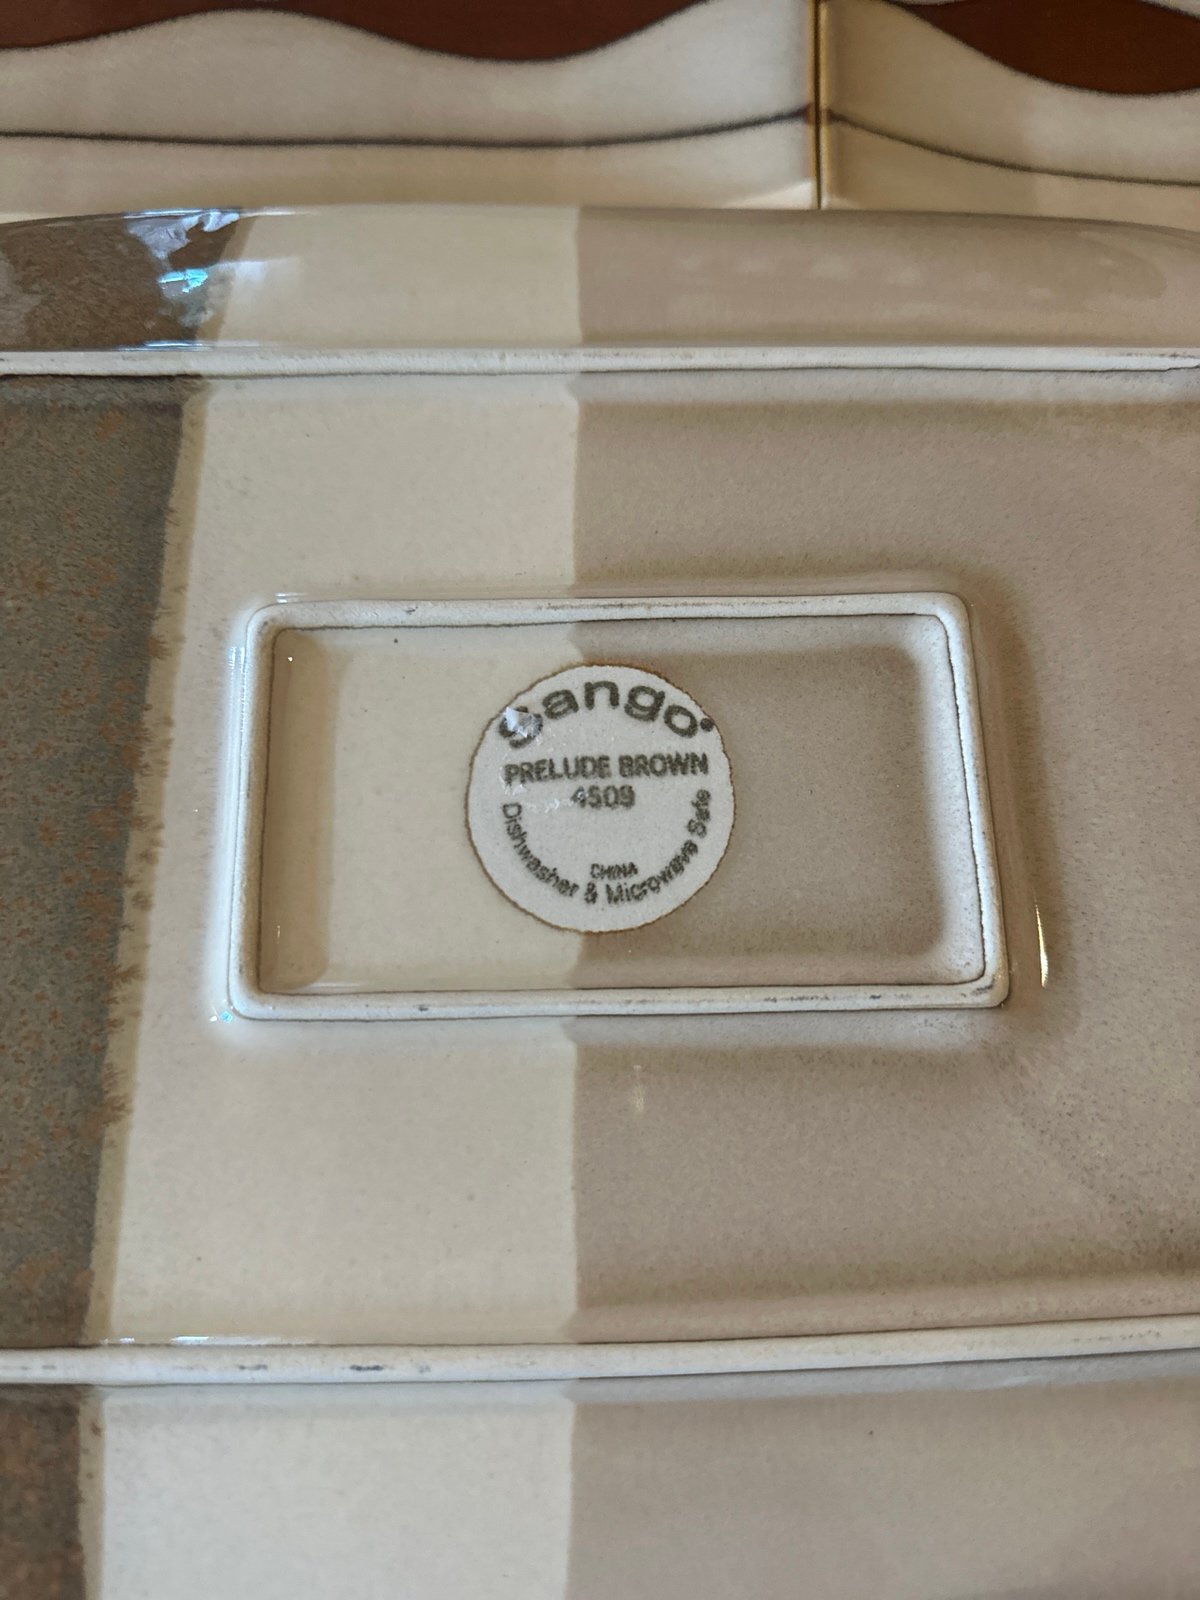 sango
PRELUDE BROWN
4509
CHINA
Dishwasher & Microwave Safe